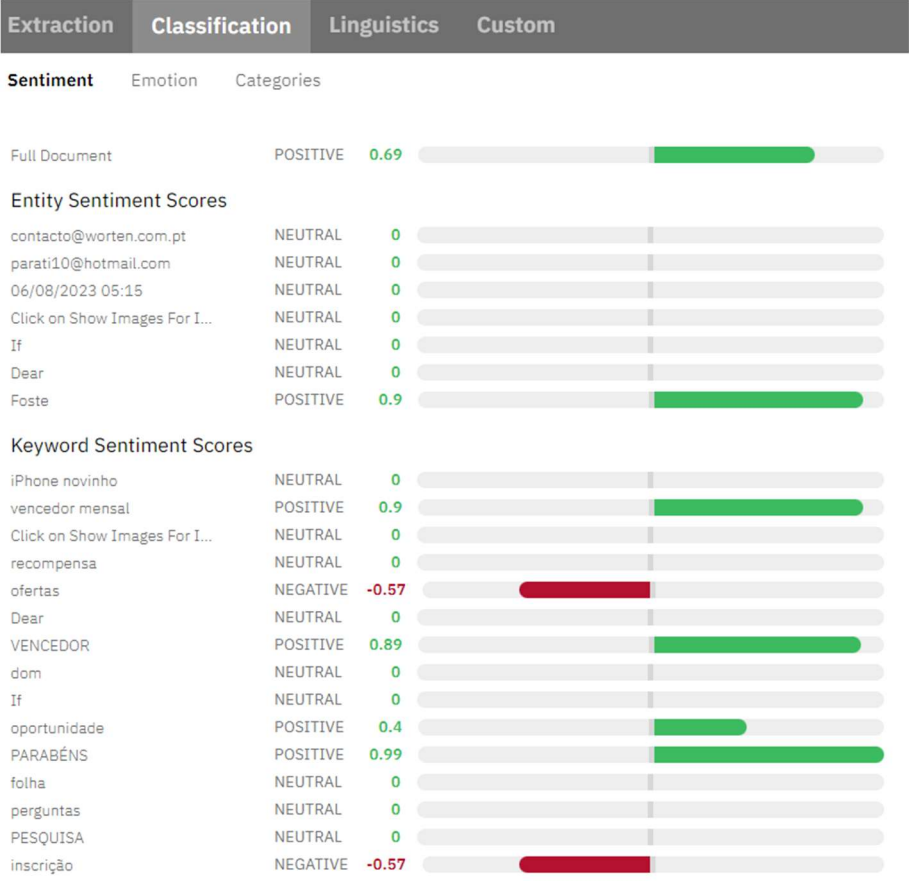 Extraction Classification Linguistics Custom
Sentiment Emotion Categories
Full Document POSITIVE 0.69
Entity Sentiment Scores
contacto@worten.com.pt NEUTRAL 0
parati10@hotmail.com NEUTRAL 0
06/08/2023 05:15 NEUTRAL 0
Click on Show Images For I... NEUTRAL 0
If NEUTRAL 0
Dear NEUTRAL 0
Foste POSITIVE 0.9
Keyword Sentiment Scores
iPhone novinho NEUTRAL 0
vencedor mensal POSITIVE 0.9
Click on Show Images For I... NEUTRAL 0
recompensa NEUTRAL 0
ofertas NEGATIVE -0.57
Dear NEUTRAL 0
VENCEDOR POSITIVE 0.89
dom NEUTRAL 0
If NEUTRAL 0
oportunidade POSITIVE 0.4
PARABÉNS POSITIVE 0.99
folha NEUTRAL 0
perguntas NEUTRAL 0
PESQUISA NEUTRAL 0
inscrição NEGATIVE -0.57